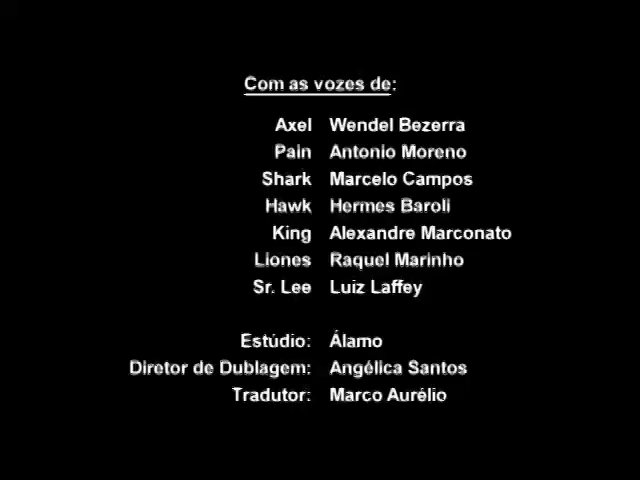 Com as vozes de:
Axel Wendel Bezerra
Pain Antonio Moreno
Shark Marcelo Campos
Hawk Hermes Baroli
King Alexandre Marconato
Liones Raquel Marinho
Sr. Lee Luiz Laffey
Estúdio: Álamo
Diretor de Dublagem: Angélica Santos
Tradutor: Marco Aurélio